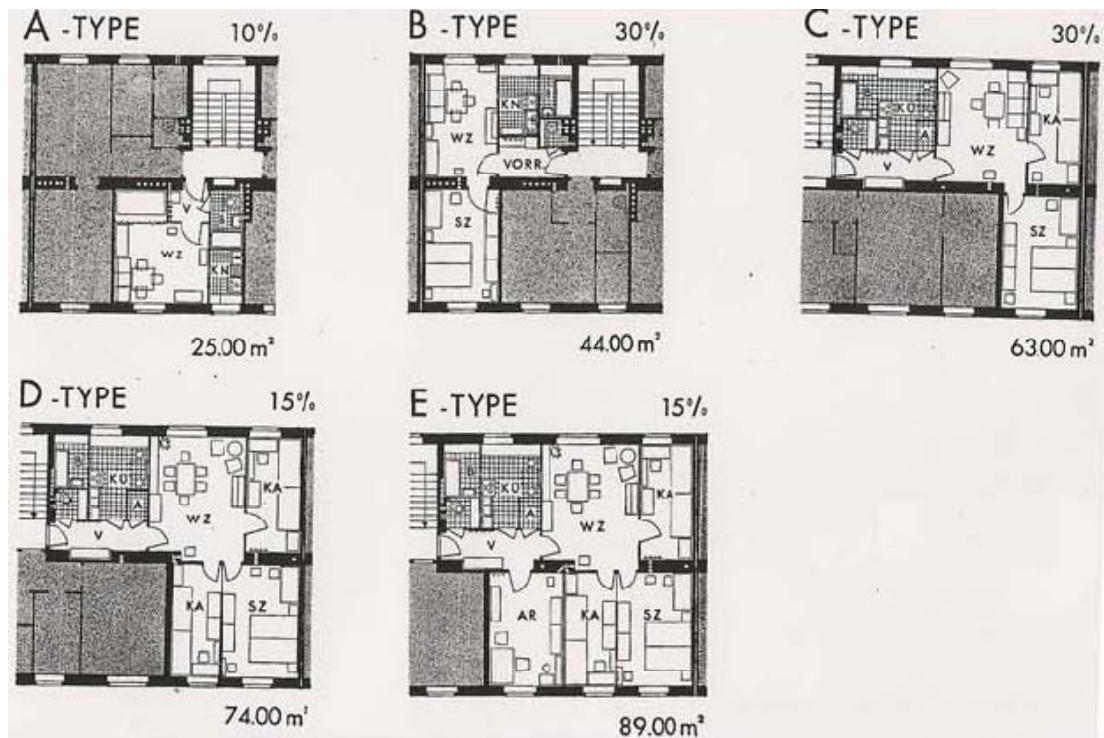 A -TYPE 10%
V
WZ
KN
25.00 m²
B -TYPE 30%
KN
WZ
VORR.
SZ
44.00 m²
C -TYPE 30%
KÜ
KA
A
WZ
V
SZ
63.00 m²
D -TYPE 15%
KÜ
KA
A
WZ
V
KA
SZ
74.00 m²
E -TYPE 15%
B
KÜ
KA
A
WZ
V
AR
KA
SZ
89.00 m²